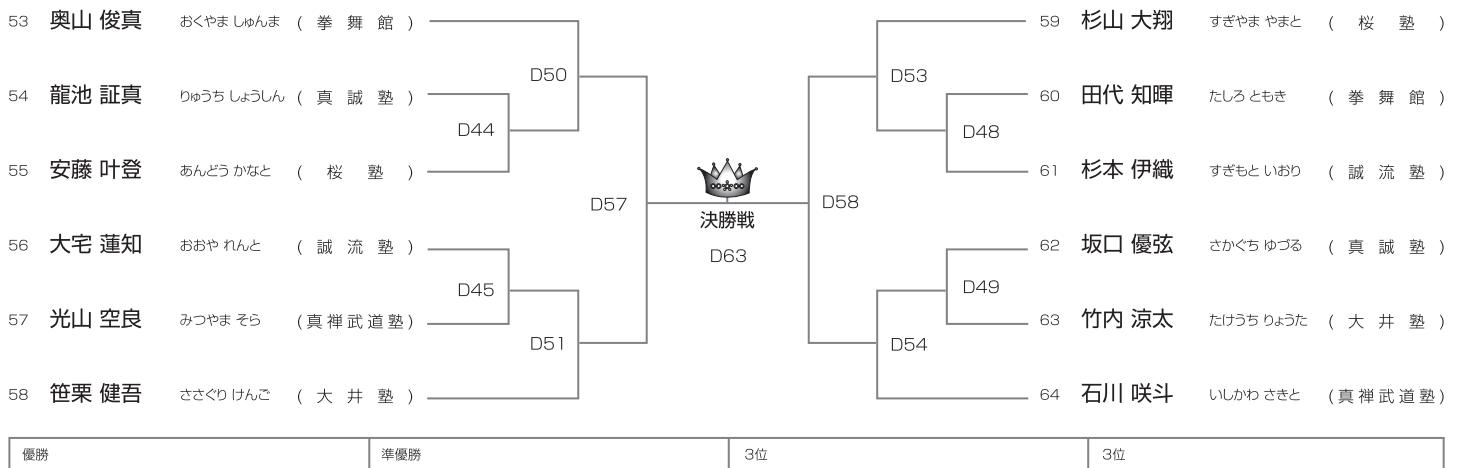 53 奥山 俊真 おくやま しゅんま ( 拳 舞 館 )
54 龍池 証真 りゅうち しょうしん ( 真 誠 塾 )
55 安藤 叶登 あんどう かなと ( 桜 塾 )
56 大宅 蓮知 おおや れんと ( 誠 流 塾 )
57 光山 空良 みつやま そら ( 真 禅 武 道 塾 )
58 笹栗 健吾 ささぐり けんご ( 大 井 塾 )
D50
D44
D57
D45
D51
決勝戦
D63
D53
D48
D58
D49
D54
59 杉山 大翔 すぎやま やまと ( 桜 塾 )
60 田代 知暉 たしろ ともき ( 拳 舞 館 )
61 杉本 伊織 すぎもと いおり ( 誠 流 塾 )
62 坂口 優弦 さかぐち ゆづる ( 真 誠 塾 )
63 竹内 涼太 たけうち りょうた ( 大 井 塾 )
64 石川 咲斗 いしかわ さきと ( 真 禅 武 道 塾 )
優勝 準優勝 3位 3位